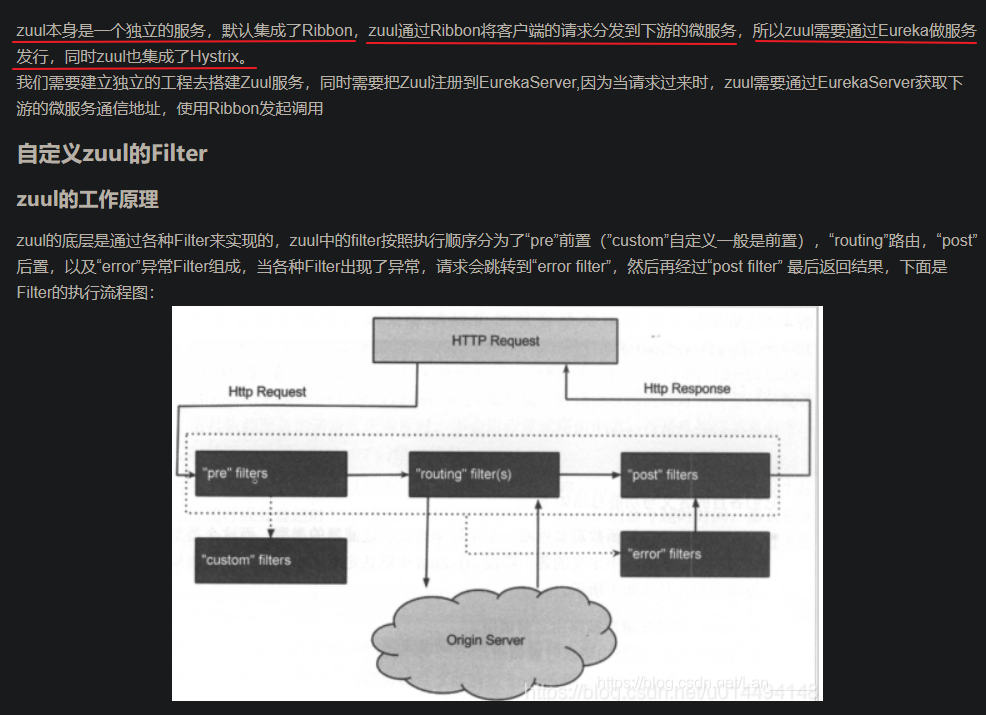 zuul本身是一个独立的服务，默认集成了Ribbon，zuul通过Ribbon将客户端的请求分发到下游的微服务，所以zuul需要通过Eureka做服务
发行，同时zuul也集成了Hystrix。
我们需要建立独立的工程去搭建Zuul服务，同时需要把Zuul注册到EurekaServer,因为当请求过来时，zuul需要通过EurekaServer获取下
游的微服务通信地址，使用Ribbon发起调用
自定义zuul的Filter
zuul的工作原理
zuul的底层是通过各种Filter来实现的，zuul中的filter按照执行顺序分为了“pre”前置（”custom”自定义一般是前置），“routing”路由，“post”
后置，以及“error”异常Filter组成，当各种Filter出现了异常，请求会跳转到“error filter”，然后再经过“post filter” 最后返回结果，下面是
Filter的执行流程图：
HTTP Request
Http Request
Http Response
"pre" filters
"routing" filter(s)
"post" filters
"custom" filters
"error" filters
Origin Server
https://blog.csdn.net/Lan
https://blog.csdn.net/u014494148